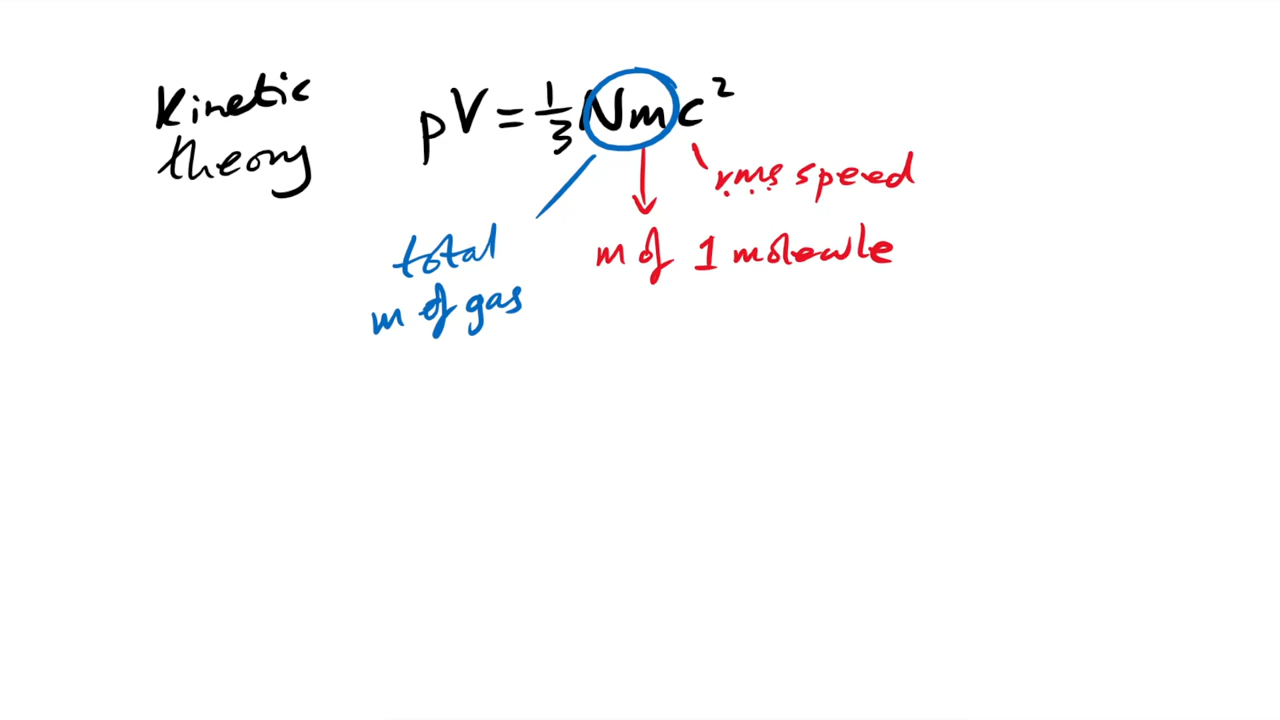 Kinetic
theory
pV = 1/3 Nmc²
rms speed
m of 1 molecule
total
m of gas